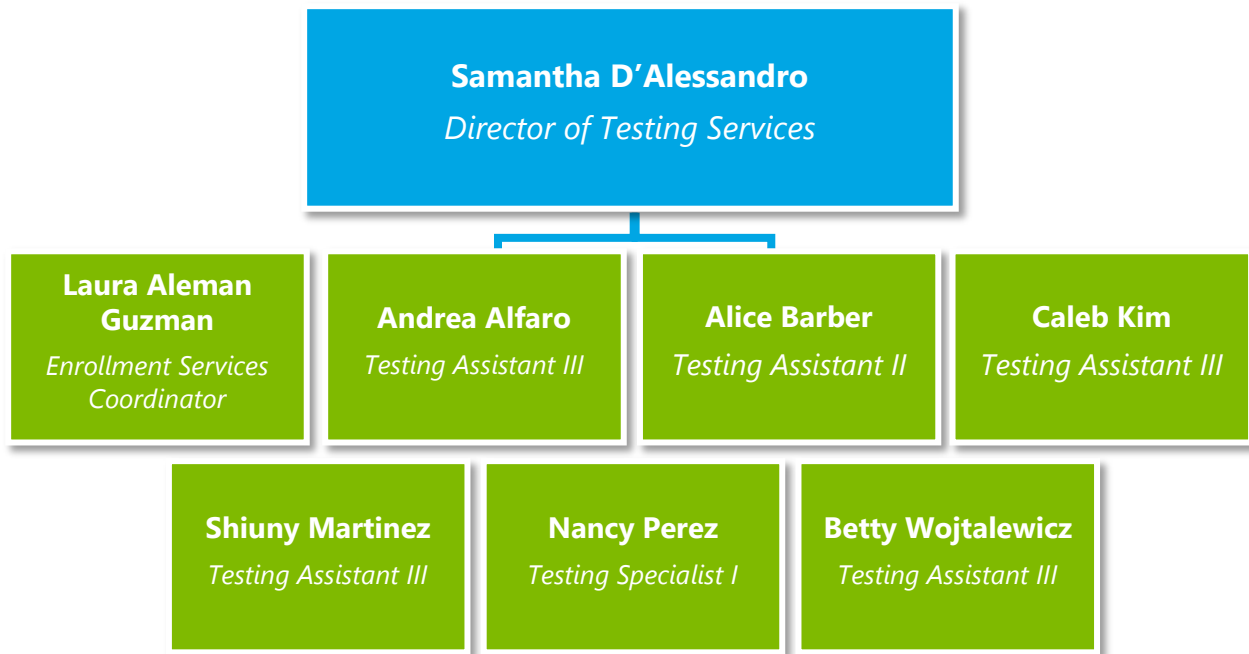 Samantha D’Alessandro
Director of Testing Services
Laura Aleman
Guzman
Enrollment Services
Coordinator
Andrea Alfaro
Testing Assistant III
Alice Barber
Testing Assistant II
Caleb Kim
Testing Assistant III
Shiuny Martinez
Testing Assistant III
Nancy Perez
Testing Specialist I
Betty Wojtalewicz
Testing Assistant III